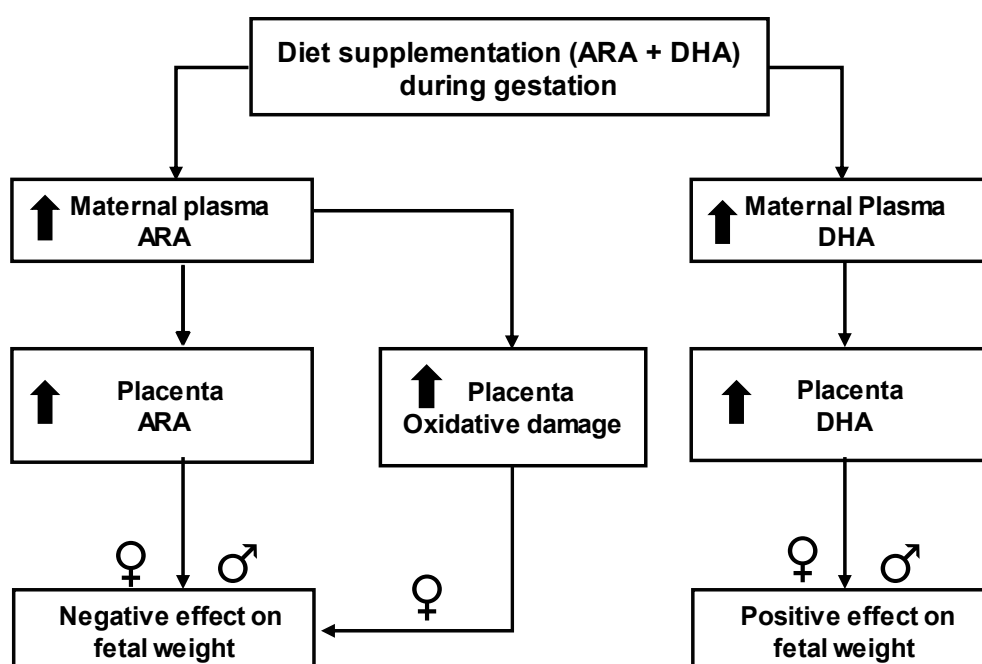 Diet supplementation (ARA + DHA)
during gestation
Maternal plasma
ARA
Maternal Plasma
DHA
Placenta
ARA
Placenta
Oxidative damage
Placenta
DHA
♀ ♂
♀
♀ ♂
Negative effect on
fetal weight
Positive effect on
fetal weight